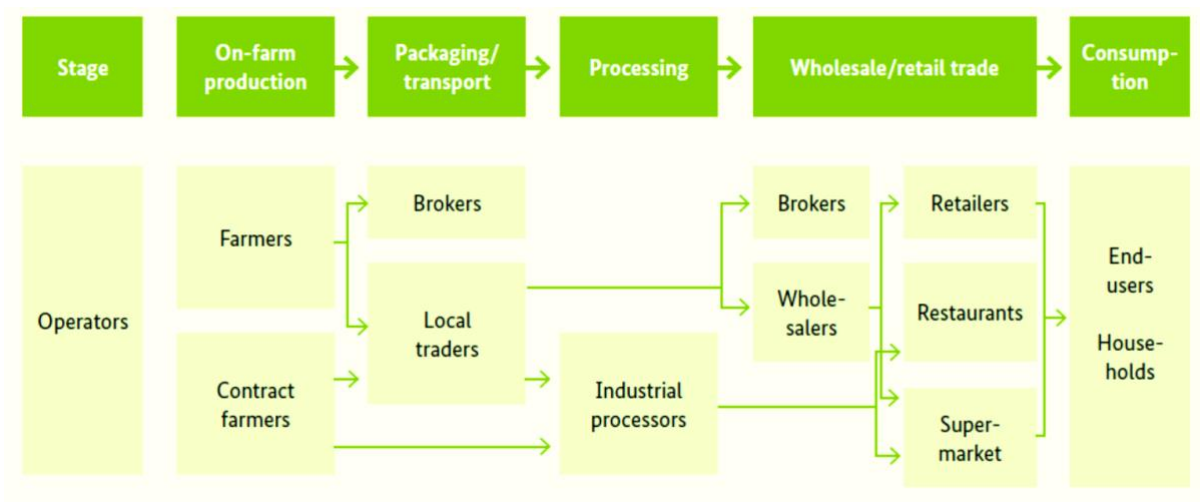 Stage
On-farm
production
Packaging/
transport
Processing
Wholesale/retail trade
Consump-
tion
Operators
Farmers
Contract
farmers
Brokers
Local
traders
Industrial
processors
Brokers
Whole-
salers
Retailers
Restaurants
Super-
market
End-
users
House-
holds